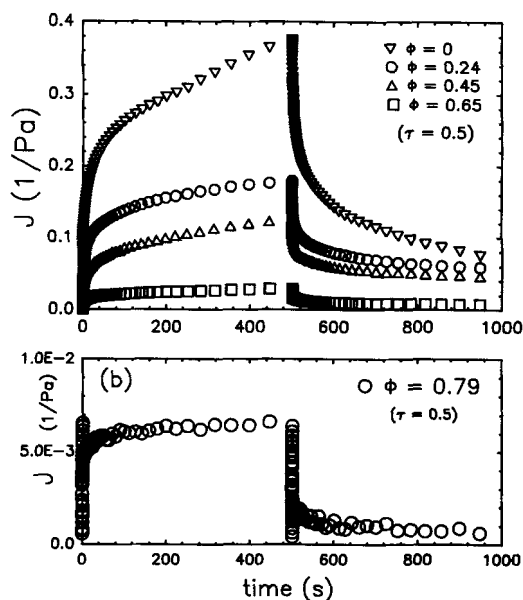 0.4
0.3
0.2
0.1
0.0
J (1/Pa)
▽ ϕ = 0
○ ϕ = 0.24
△ ϕ = 0.45
□ ϕ = 0.65
(τ = 0.5)
0 200 400 600 800 1000
1.0E-2
5.0E-3
0.0
J (1/Pa)
(b)
○ ϕ = 0.79
(τ = 0.5)
0 200 400 600 800 1000
time (s)